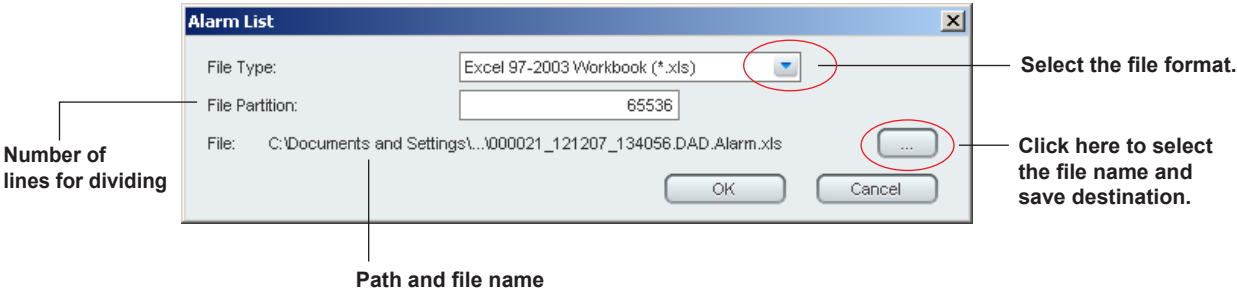 Alarm List
File Type:
Excel 97-2003 Workbook (*.xls)
Select the file format.
File Partition:
65536
Number of
lines for dividing
File:
C:\Documents and Settings\...\000021_121207_134056.DAD.Alarm.xls
...
Click here to select
the file name and
save destination.
OK
Cancel
Path and file name